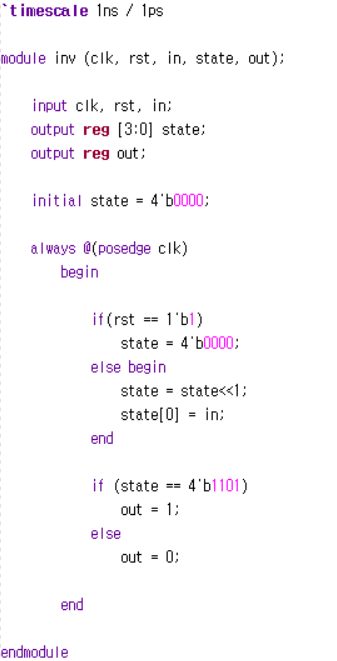 `timescale 1ns / 1ps
module inv (clk, rst, in, state, out);
input clk, rst, in;
output reg [3:0] state;
output reg out;
initial state = 4'b0000;
always @(posedge clk)
begin
if(rst == 1'b1)
state = 4'b0000;
else begin
state = state<<1;
state[0] = in;
end
if (state == 4'b1101)
out = 1;
else
out = 0;
end
endmodule